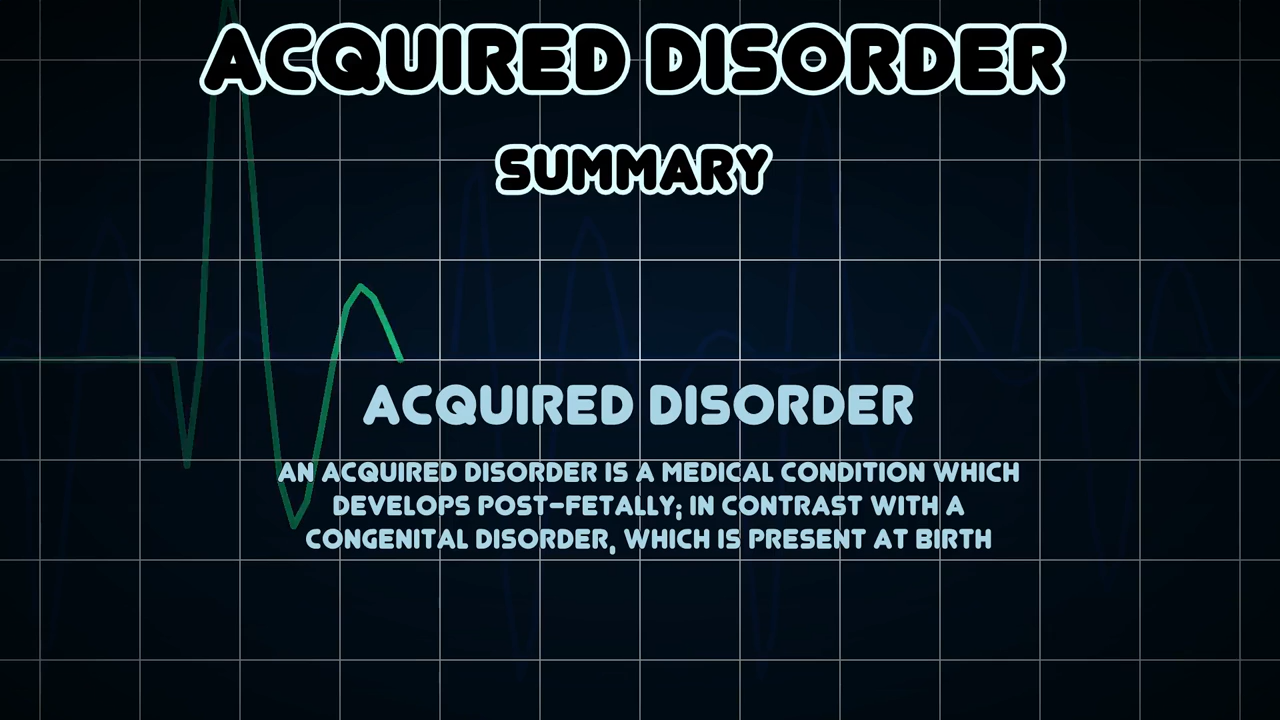 ACQUIRED DISORDER
SUMMARY
ACQUIRED DISORDER
AN ACQUIRED DISORDER IS A MEDICAL CONDITION WHICH
DEVELOPS POST-FETALLY; IN CONTRAST WITH A
CONGENITAL DISORDER, WHICH IS PRESENT AT BIRTH